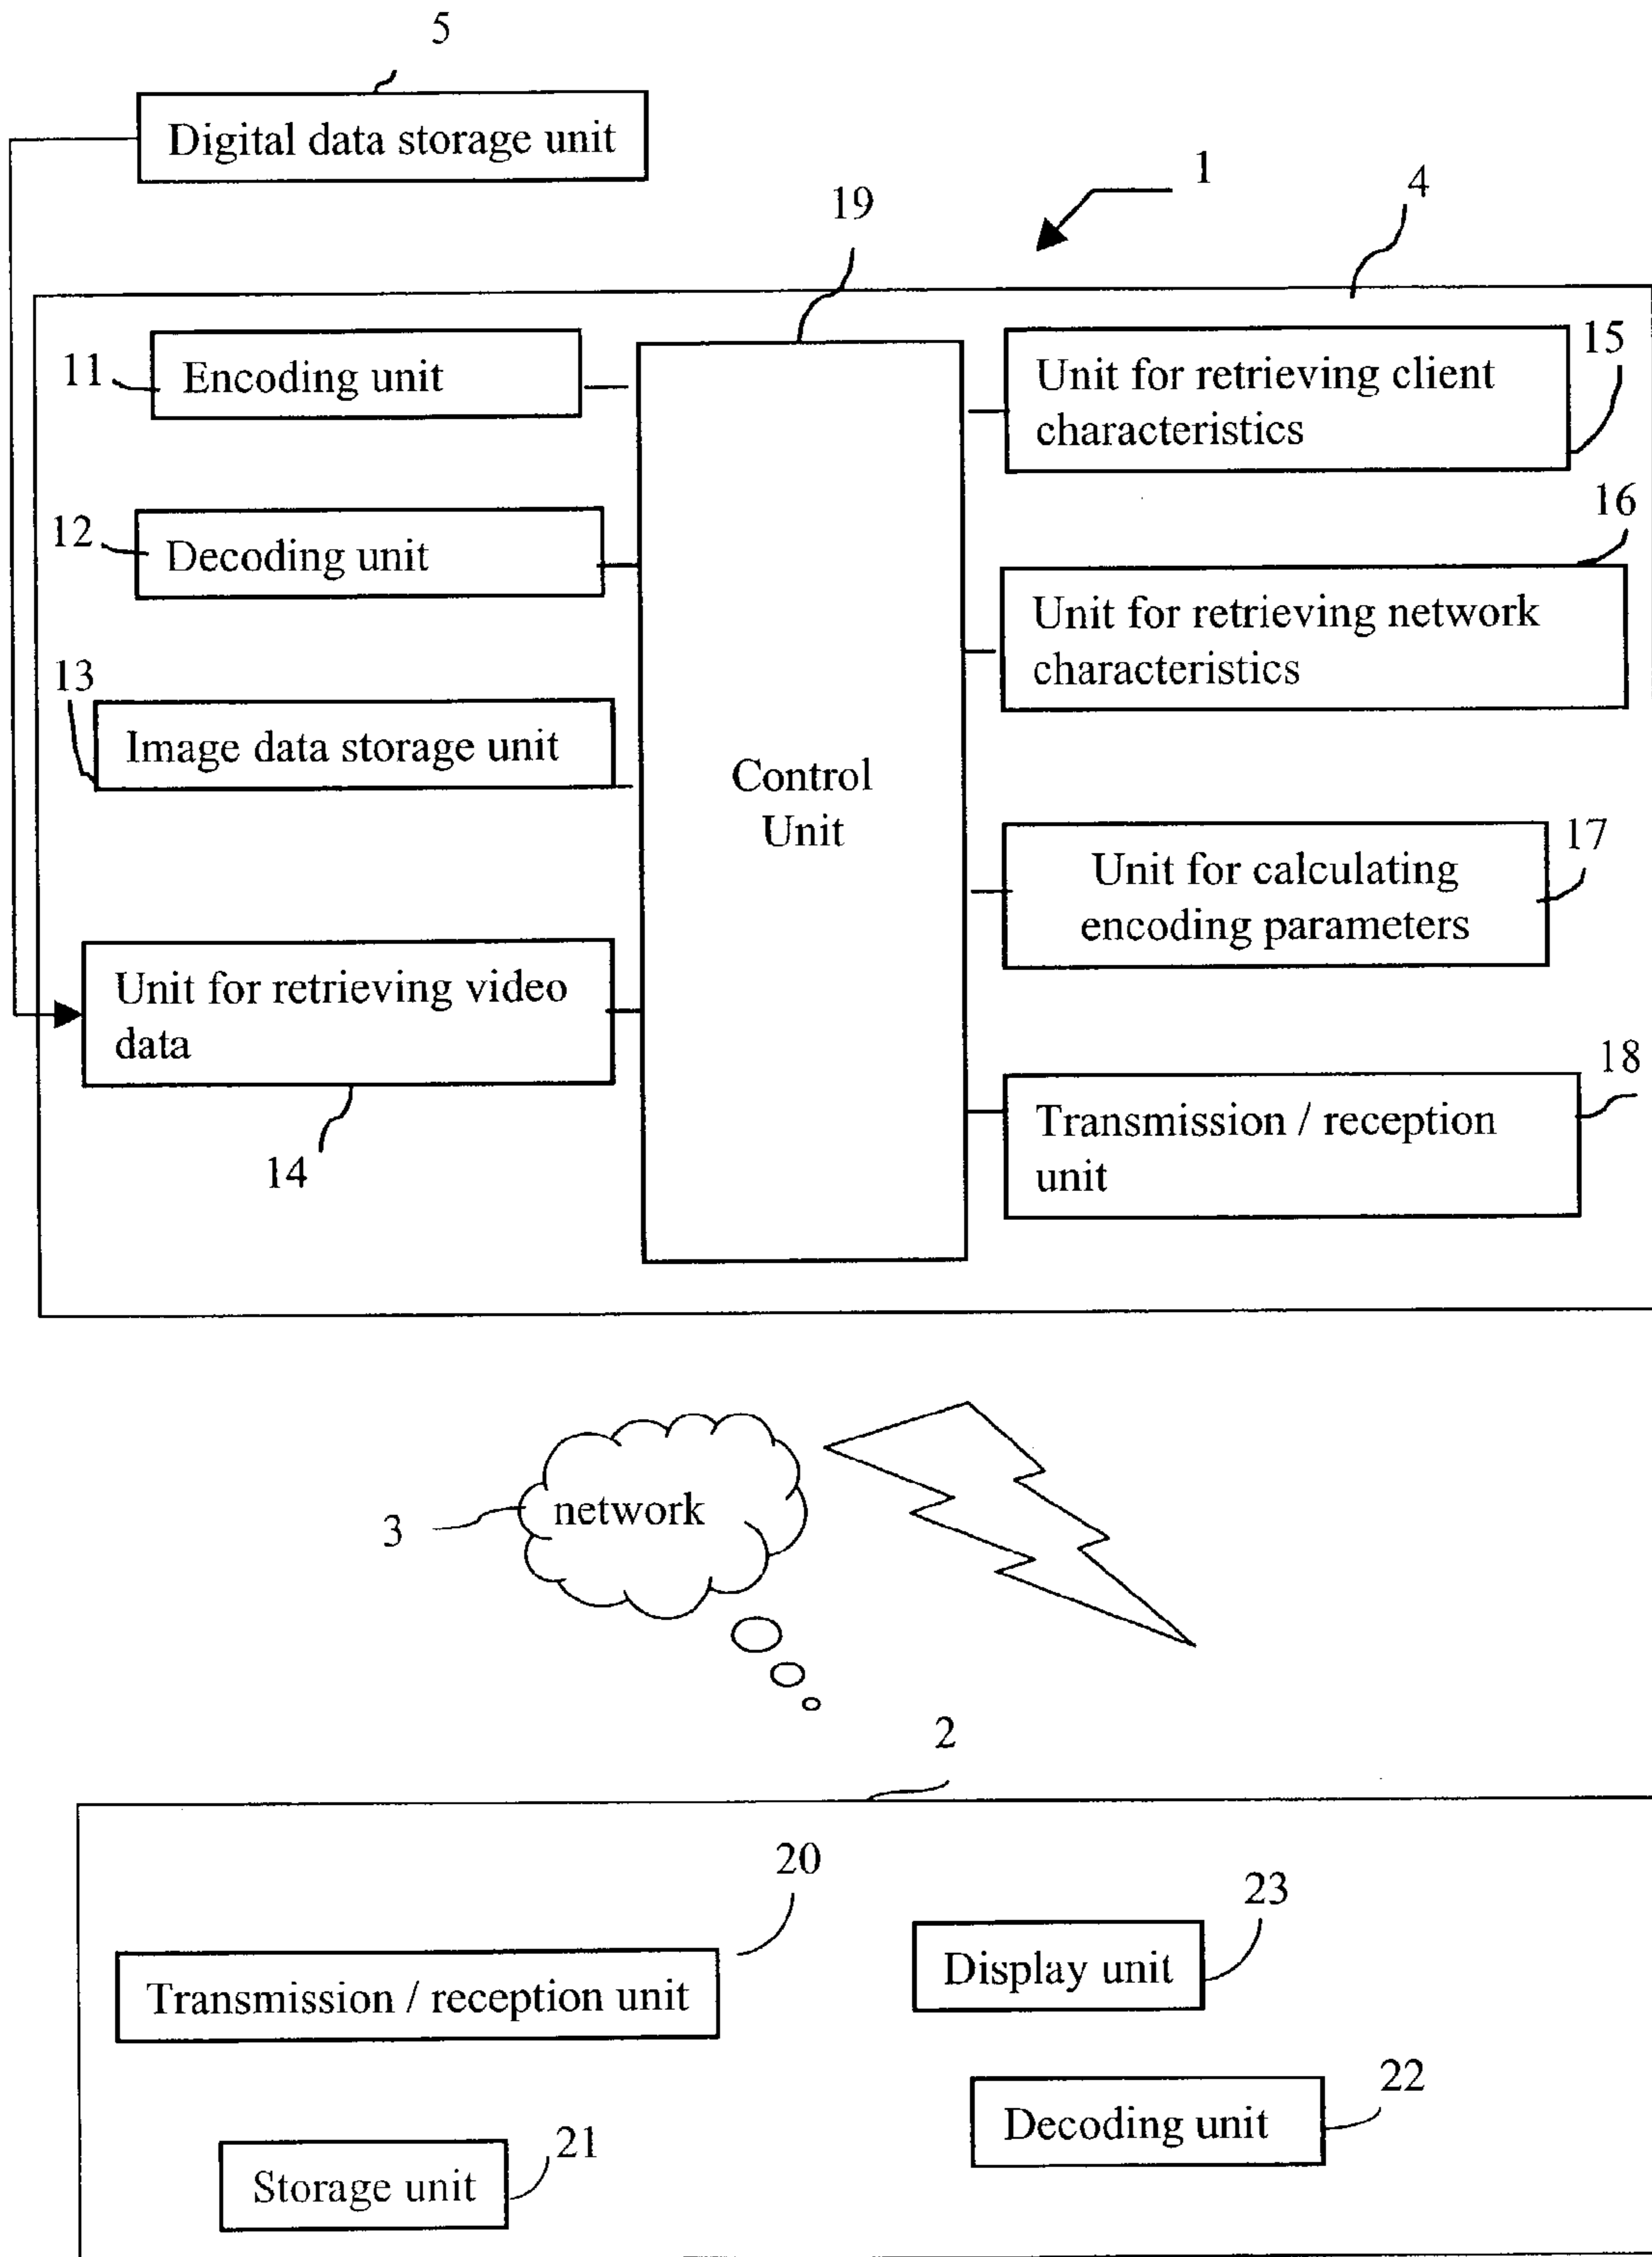 5
Digital data storage unit
1
4
19
11
Encoding unit
Unit for retrieving client
characteristics
15
12
Decoding unit
16
Unit for retrieving network
characteristics
13
Image data storage unit
Control
Unit
17
Unit for calculating
encoding parameters
Unit for retrieving video
data
14
18
Transmission / reception
unit
3
network
2
20
Transmission / reception unit
23
Display unit
22
Decoding unit
21
Storage unit